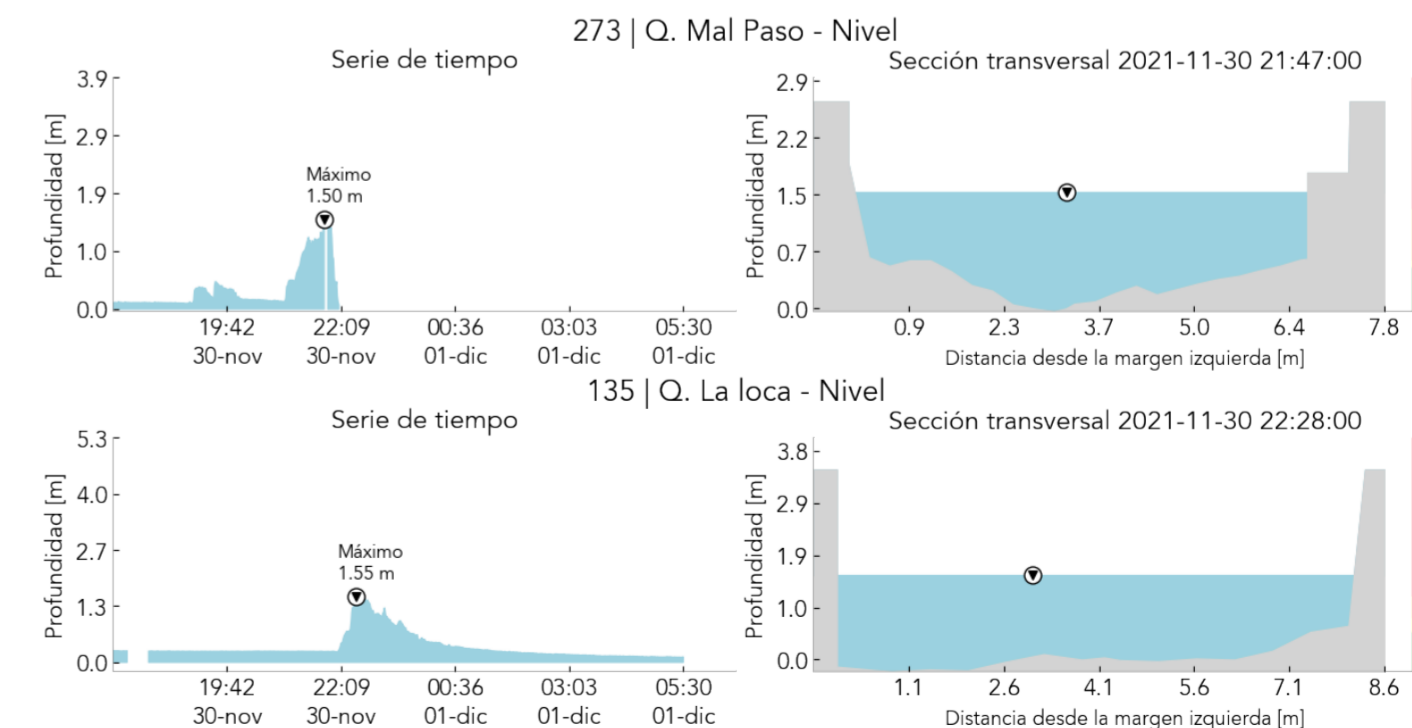 273 | Q. Mal Paso - Nivel
Serie de tiempo
Profundidad [m]
3.9
2.9
1.9
1.0
0.0
Máximo
1.50 m
19:42 22:09 00:36 03:03 05:30
30-nov 30-nov 01-dic 01-dic 01-dic
Sección transversal 2021-11-30 21:47:00
Profundidad [m]
2.9
2.2
1.5
0.7
0.0
0.9 2.3 3.7 5.0 6.4 7.8
Distancia desde la margen izquierda [m]
135 | Q. La loca - Nivel
Serie de tiempo
Profundidad [m]
5.3
4.0
2.7
1.3
0.0
Máximo
1.55 m
19:42 22:09 00:36 03:03 05:30
30-nov 30-nov 01-dic 01-dic 01-dic
Sección transversal 2021-11-30 22:28:00
Profundidad [m]
3.8
2.9
1.9
1.0
0.0
1.1 2.6 4.1 5.6 7.1 8.6
Distancia desde la margen izquierda [m]